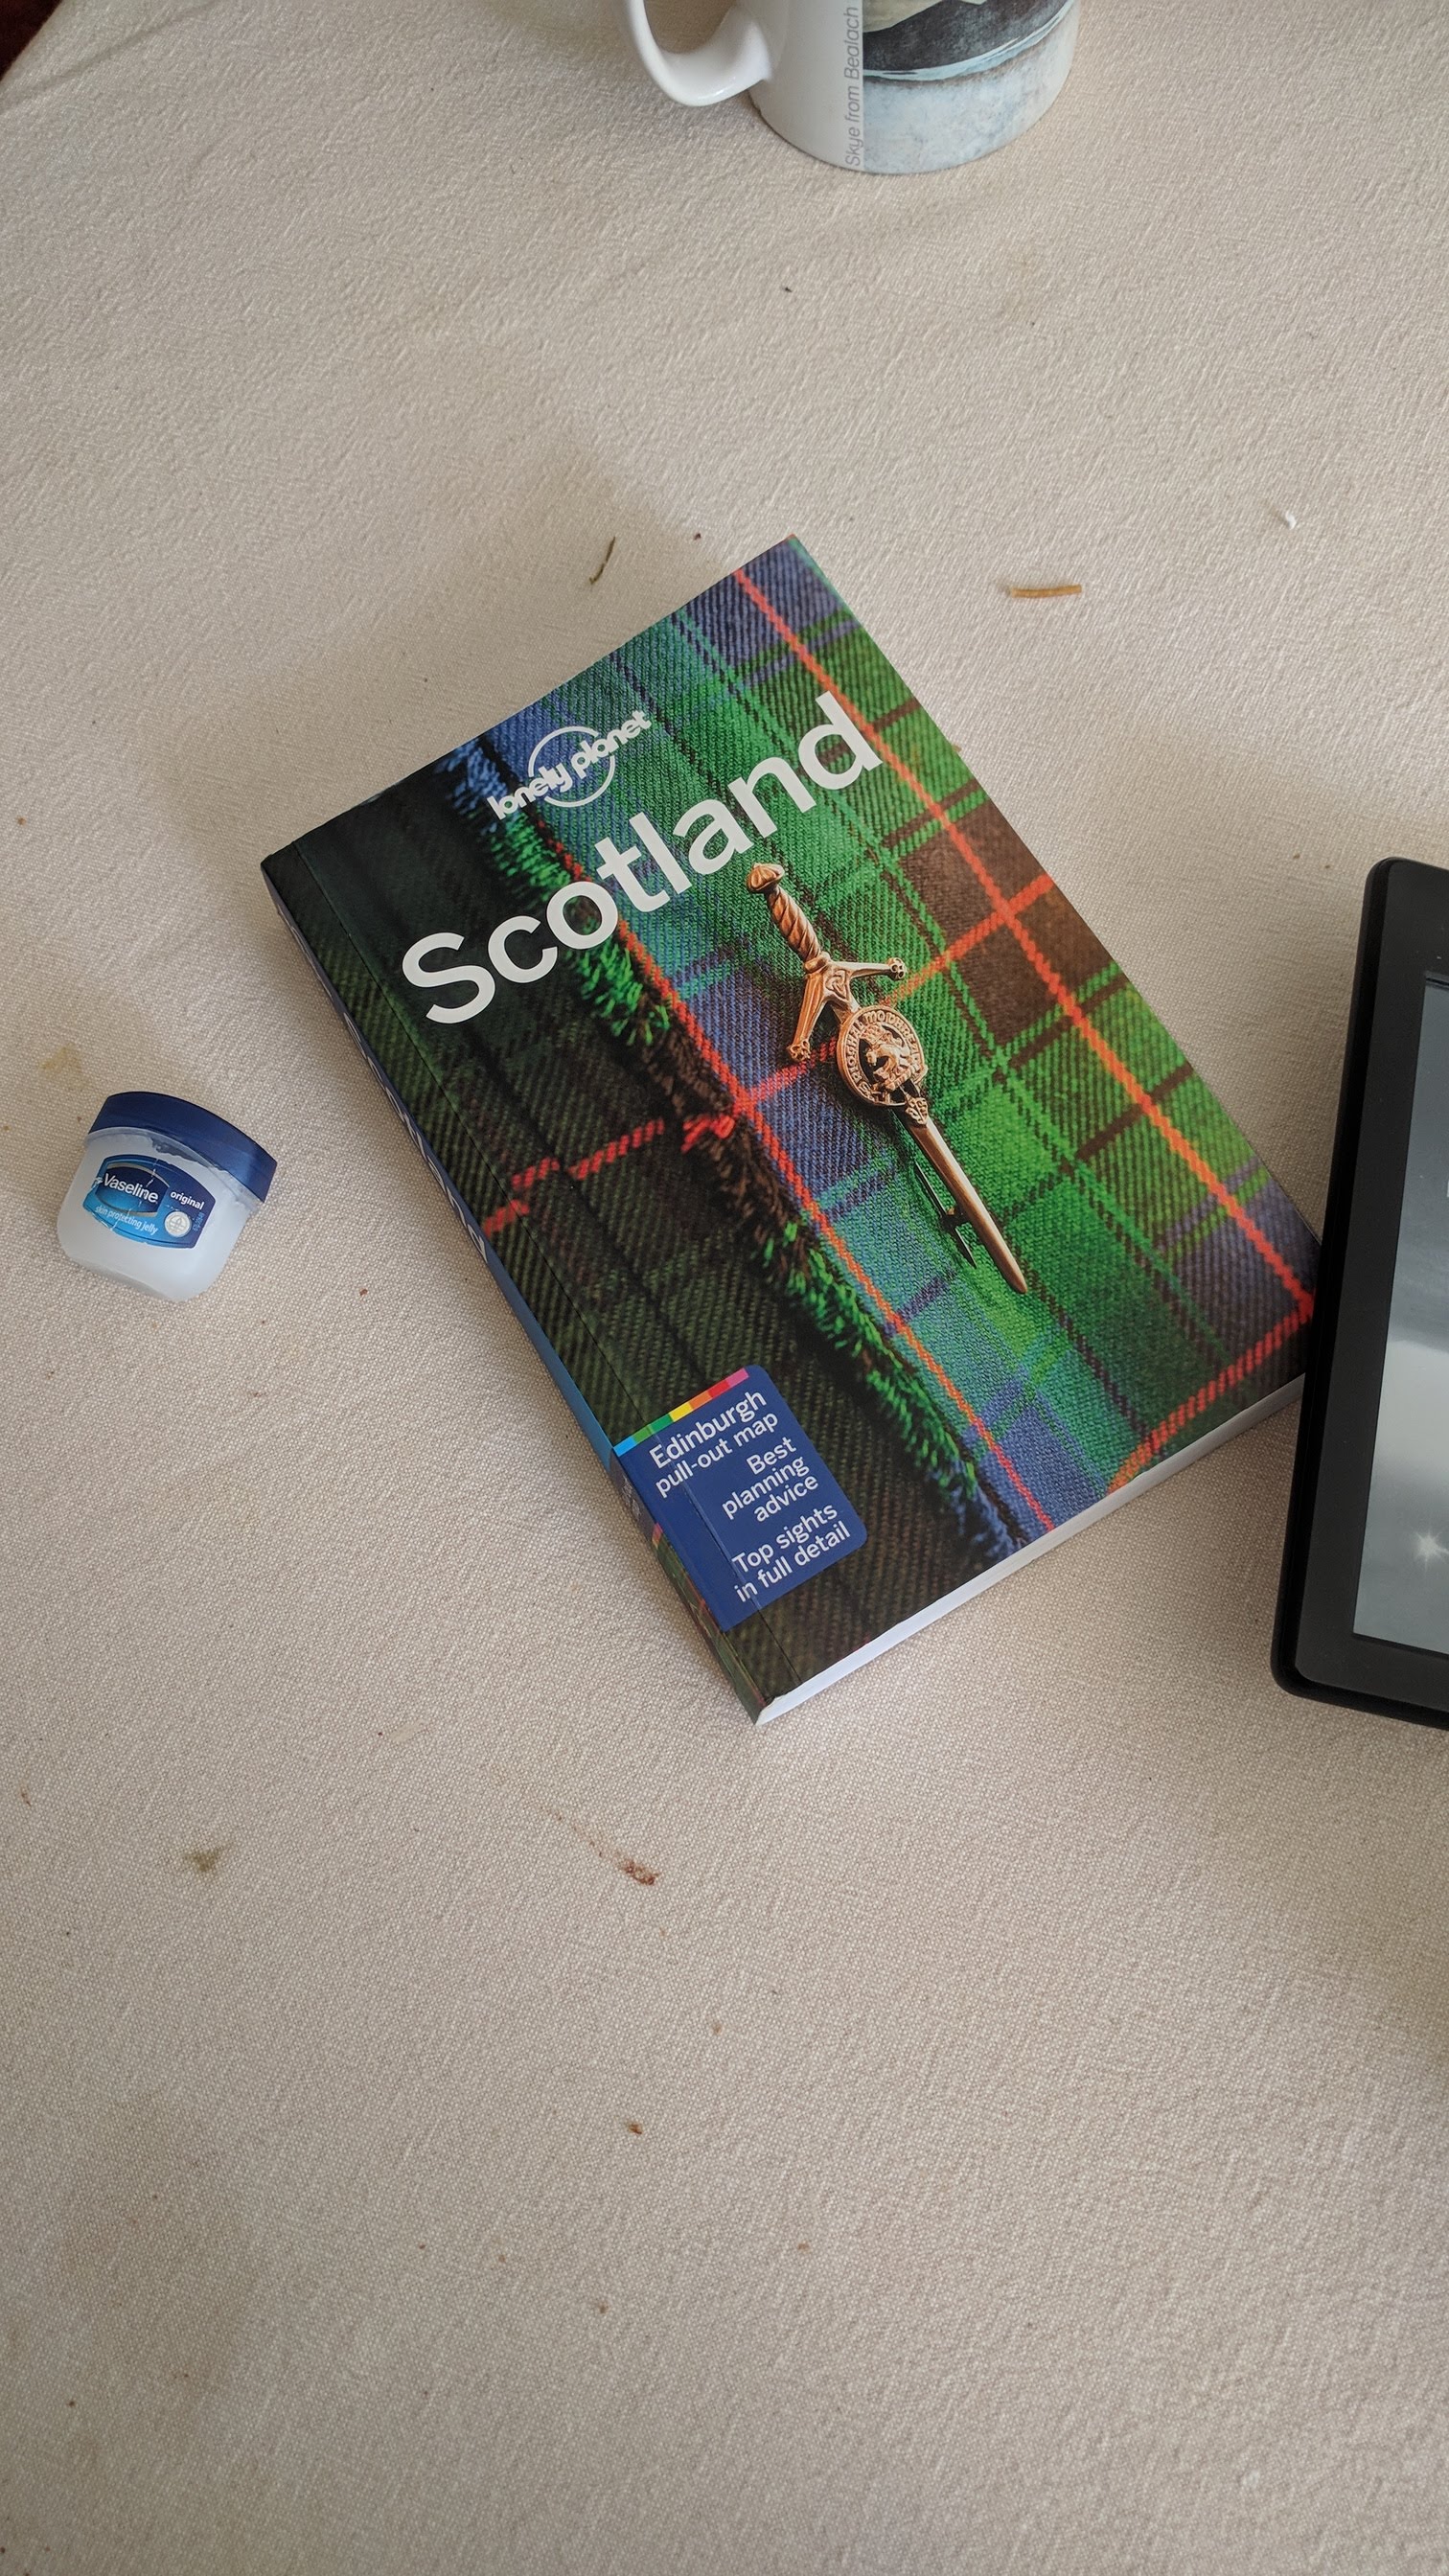 Skye from Bealach
lonely planet
Scotland
Edinburgh
pull-out map
Best
planning
advice
Top sights
in full detail
Vaseline
original
skin protecting jelly